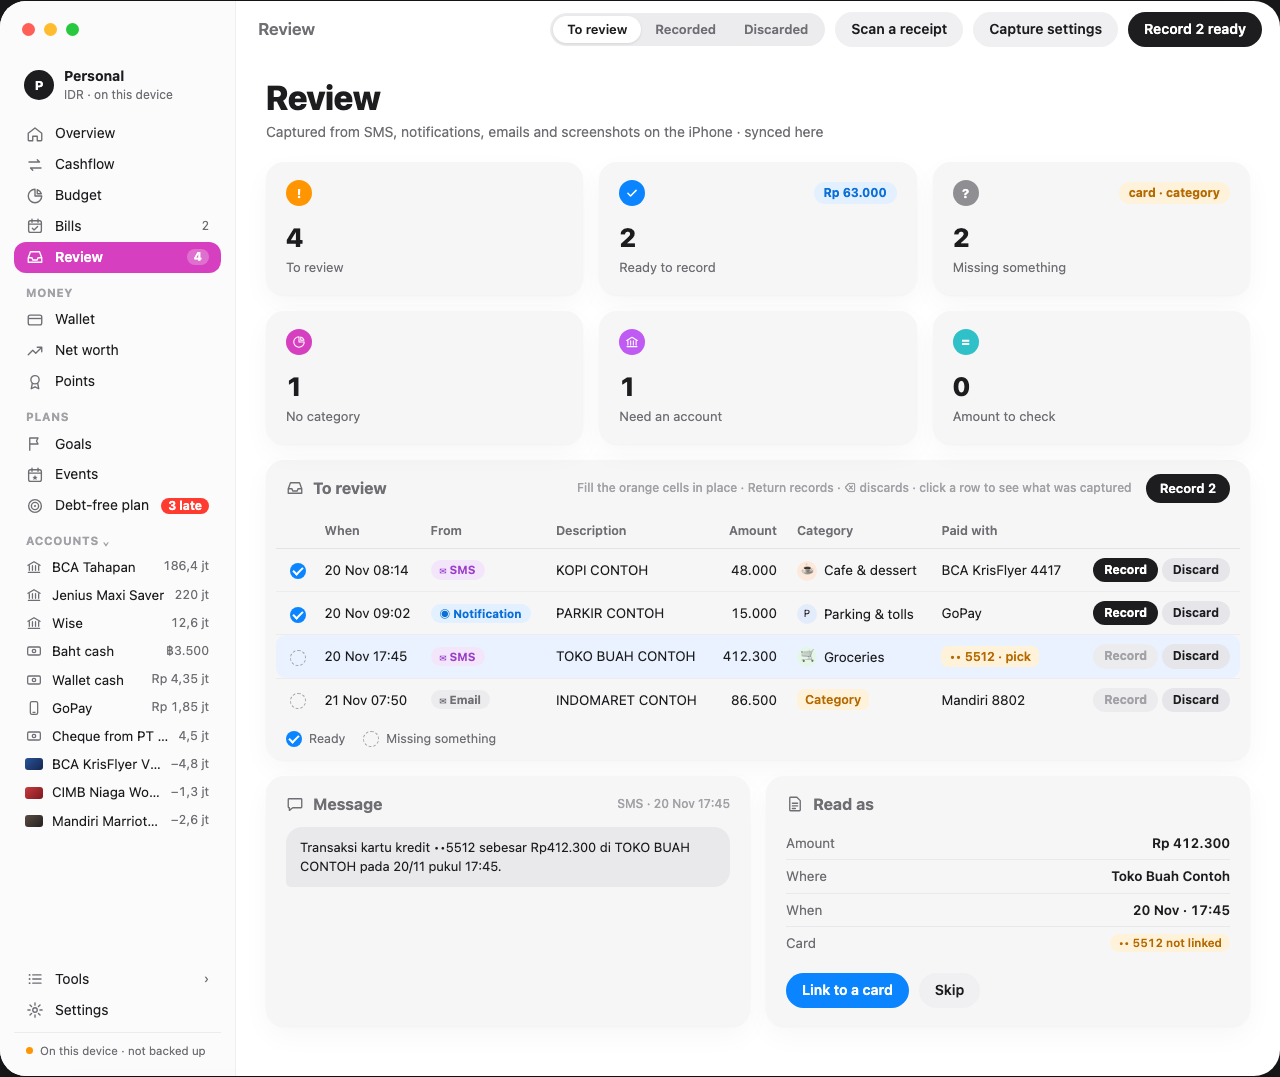 Review
To review
Recorded
Discarded
Scan a receipt
Capture settings
Record 2 ready
P
Personal
IDR · on this device
Overview
Cashflow
Budget
Bills 2
Review 4
MONEY
Wallet
Net worth
Points
PLANS
Goals
Events
Debt-free plan 3 late
ACCOUNTS
BCA Tahapan 186,4 jt
Jenius Maxi Saver 220 jt
Wise 12,6 jt
Baht cash ฿3.500
Wallet cash Rp 4,35 jt
GoPay Rp 1,85 jt
Cheque from PT ... 4,5 jt
BCA KrisFlyer V... −4,8 jt
CIMB Niaga Wo... −1,3 jt
Mandiri Marriot... −2,6 jt
Tools ›
Settings
On this device · not backed up
Review
Captured from SMS, notifications, emails and screenshots on the iPhone · synced here
!
4
To review
Rp 63.000
2
Ready to record
?
card · category
2
Missing something
1
No category
1
Need an account
=
0
Amount to check
To review
Fill the orange cells in place · Return records · ⌫ discards · click a row to see what was captured
Record 2
When From Description Amount Category Paid with
20 Nov 08:14 ✉ SMS KOPI CONTOH 48.000 Cafe & dessert BCA KrisFlyer 4417 Record Discard
20 Nov 09:02 ◉ Notification PARKIR CONTOH 15.000 P Parking & tolls GoPay Record Discard
20 Nov 17:45 ✉ SMS TOKO BUAH CONTOH 412.300 Groceries •• 5512 · pick Record Discard
21 Nov 07:50 ✉ Email INDOMARET CONTOH 86.500 Category Mandiri 8802 Record Discard
Ready
Missing something
Message
SMS · 20 Nov 17:45
Transaksi kartu kredit ••5512 sebesar Rp412.300 di TOKO BUAH
CONTOH pada 20/11 pukul 17:45.
Read as
Amount Rp 412.300
Where Toko Buah Contoh
When 20 Nov · 17:45
Card •• 5512 not linked
Link to a card
Skip